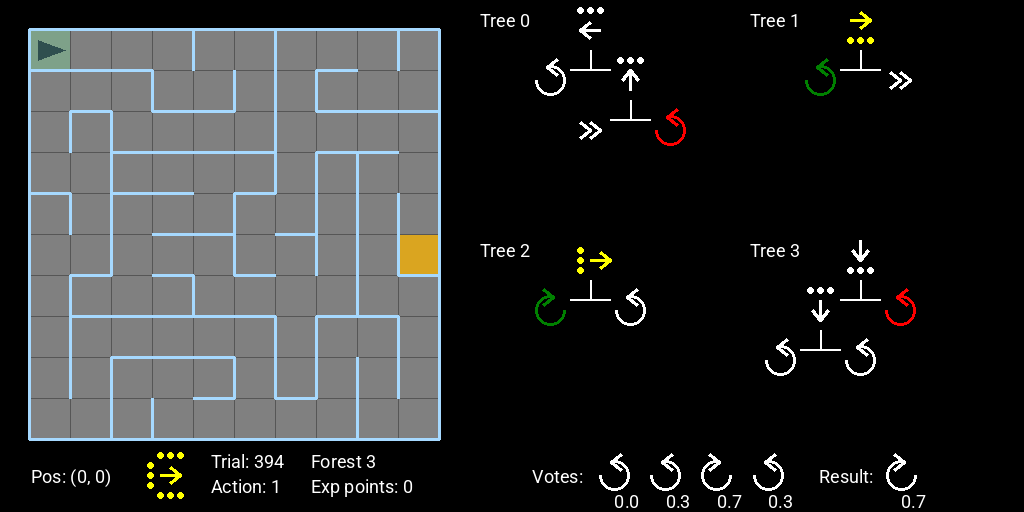 Tree 0
Tree 1
Tree 2
Tree 3
Pos: (0, 0)
Trial: 394
Forest 3
Action: 1
Exp points: 0
Votes:
0.0
0.3
0.7
0.3
Result:
0.7